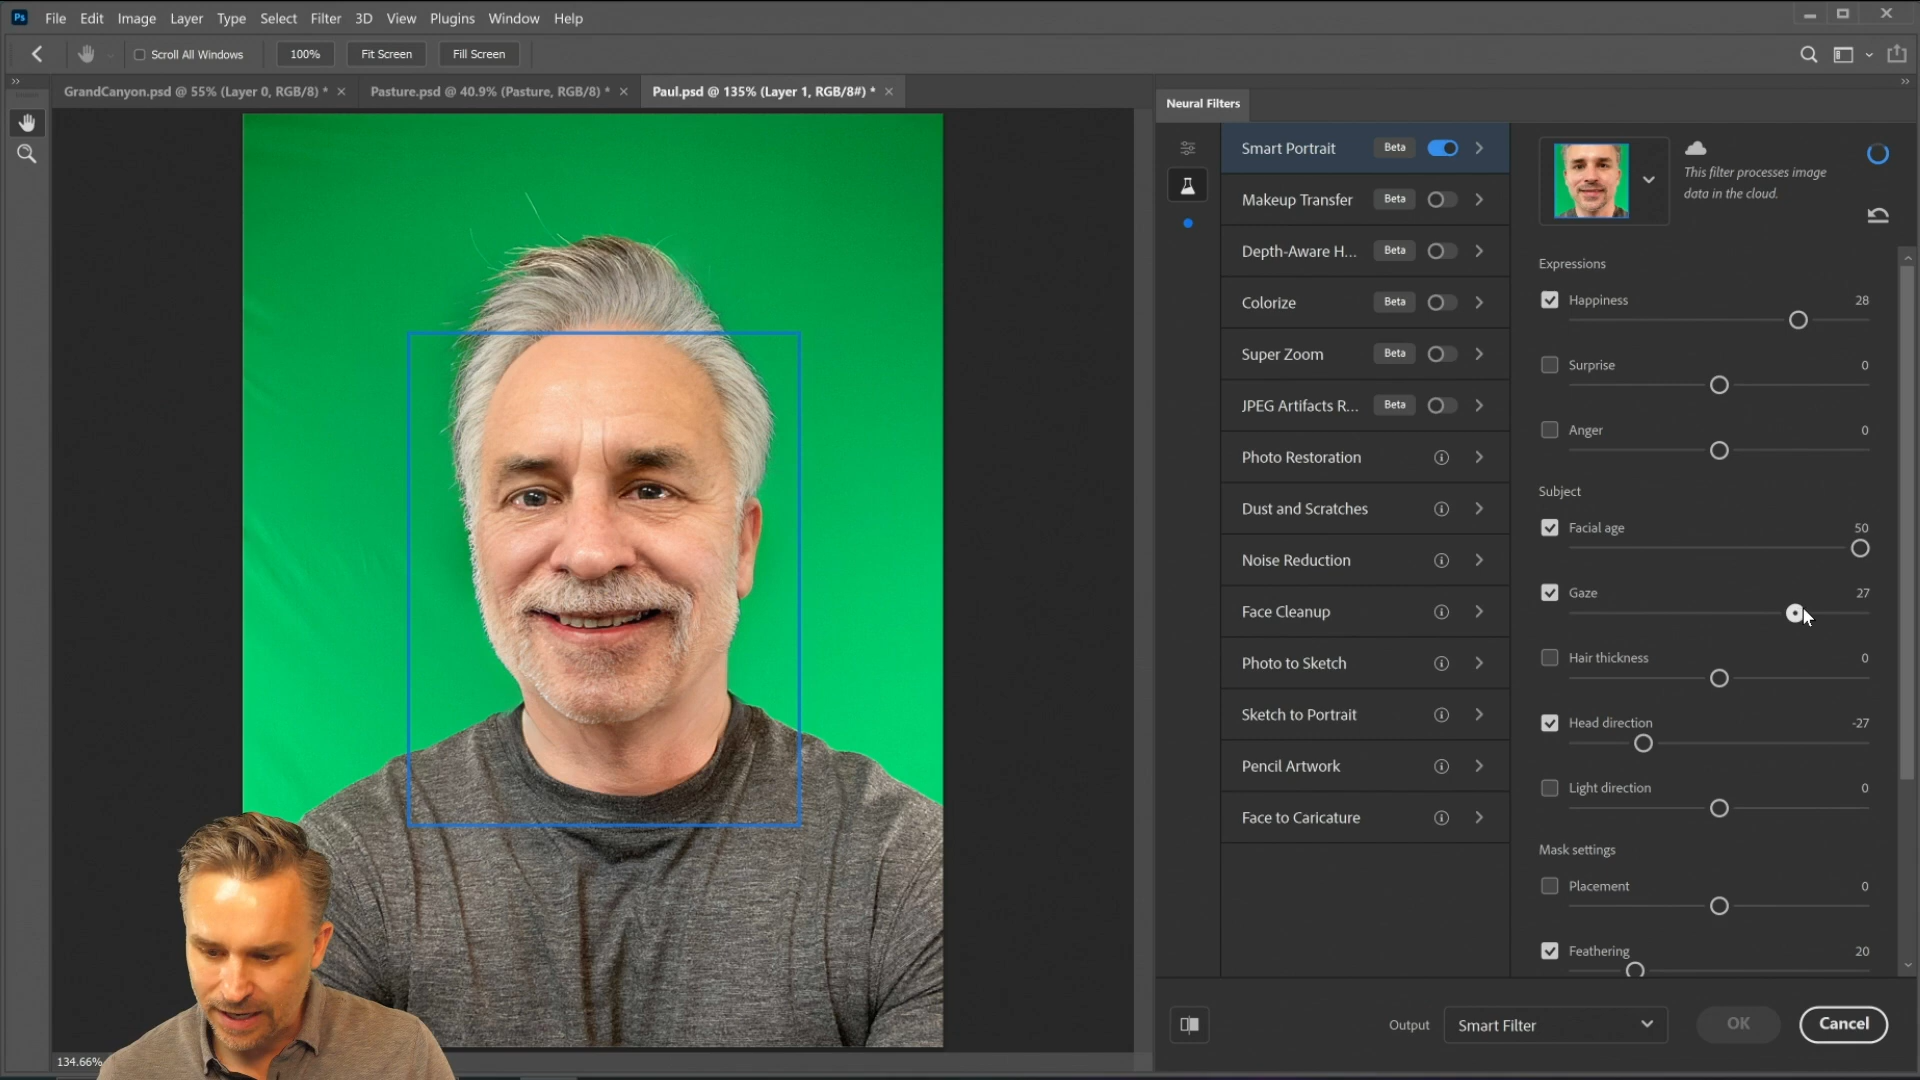 Ps File Edit Image Layer Type Select Filter 3D View Plugins Window Help
Scroll All Windows 100% Fit Screen Fill Screen
GrandCanyon.psd @ 55% (Layer 0, RGB/8) * Pasture.psd @ 40.9% (Pasture, RGB/8) * Paul.psd @ 135% (Layer 1, RGB/8#) *
Neural Filters
Smart Portrait Beta
Makeup Transfer Beta
Depth-Aware H... Beta
Colorize Beta
Super Zoom Beta
JPEG Artifacts R... Beta
Photo Restoration
Dust and Scratches
Noise Reduction
Face Cleanup
Photo to Sketch
Sketch to Portrait
Pencil Artwork
Face to Caricature
This filter processes image
data in the cloud.
Expressions
Happiness 28
Surprise 0
Anger 0
Subject
Facial age 50
Gaze 27
Hair thickness 0
Head direction -27
Light direction 0
Mask settings
Placement 0
Feathering 20
Output Smart Filter OK Cancel
134.66%